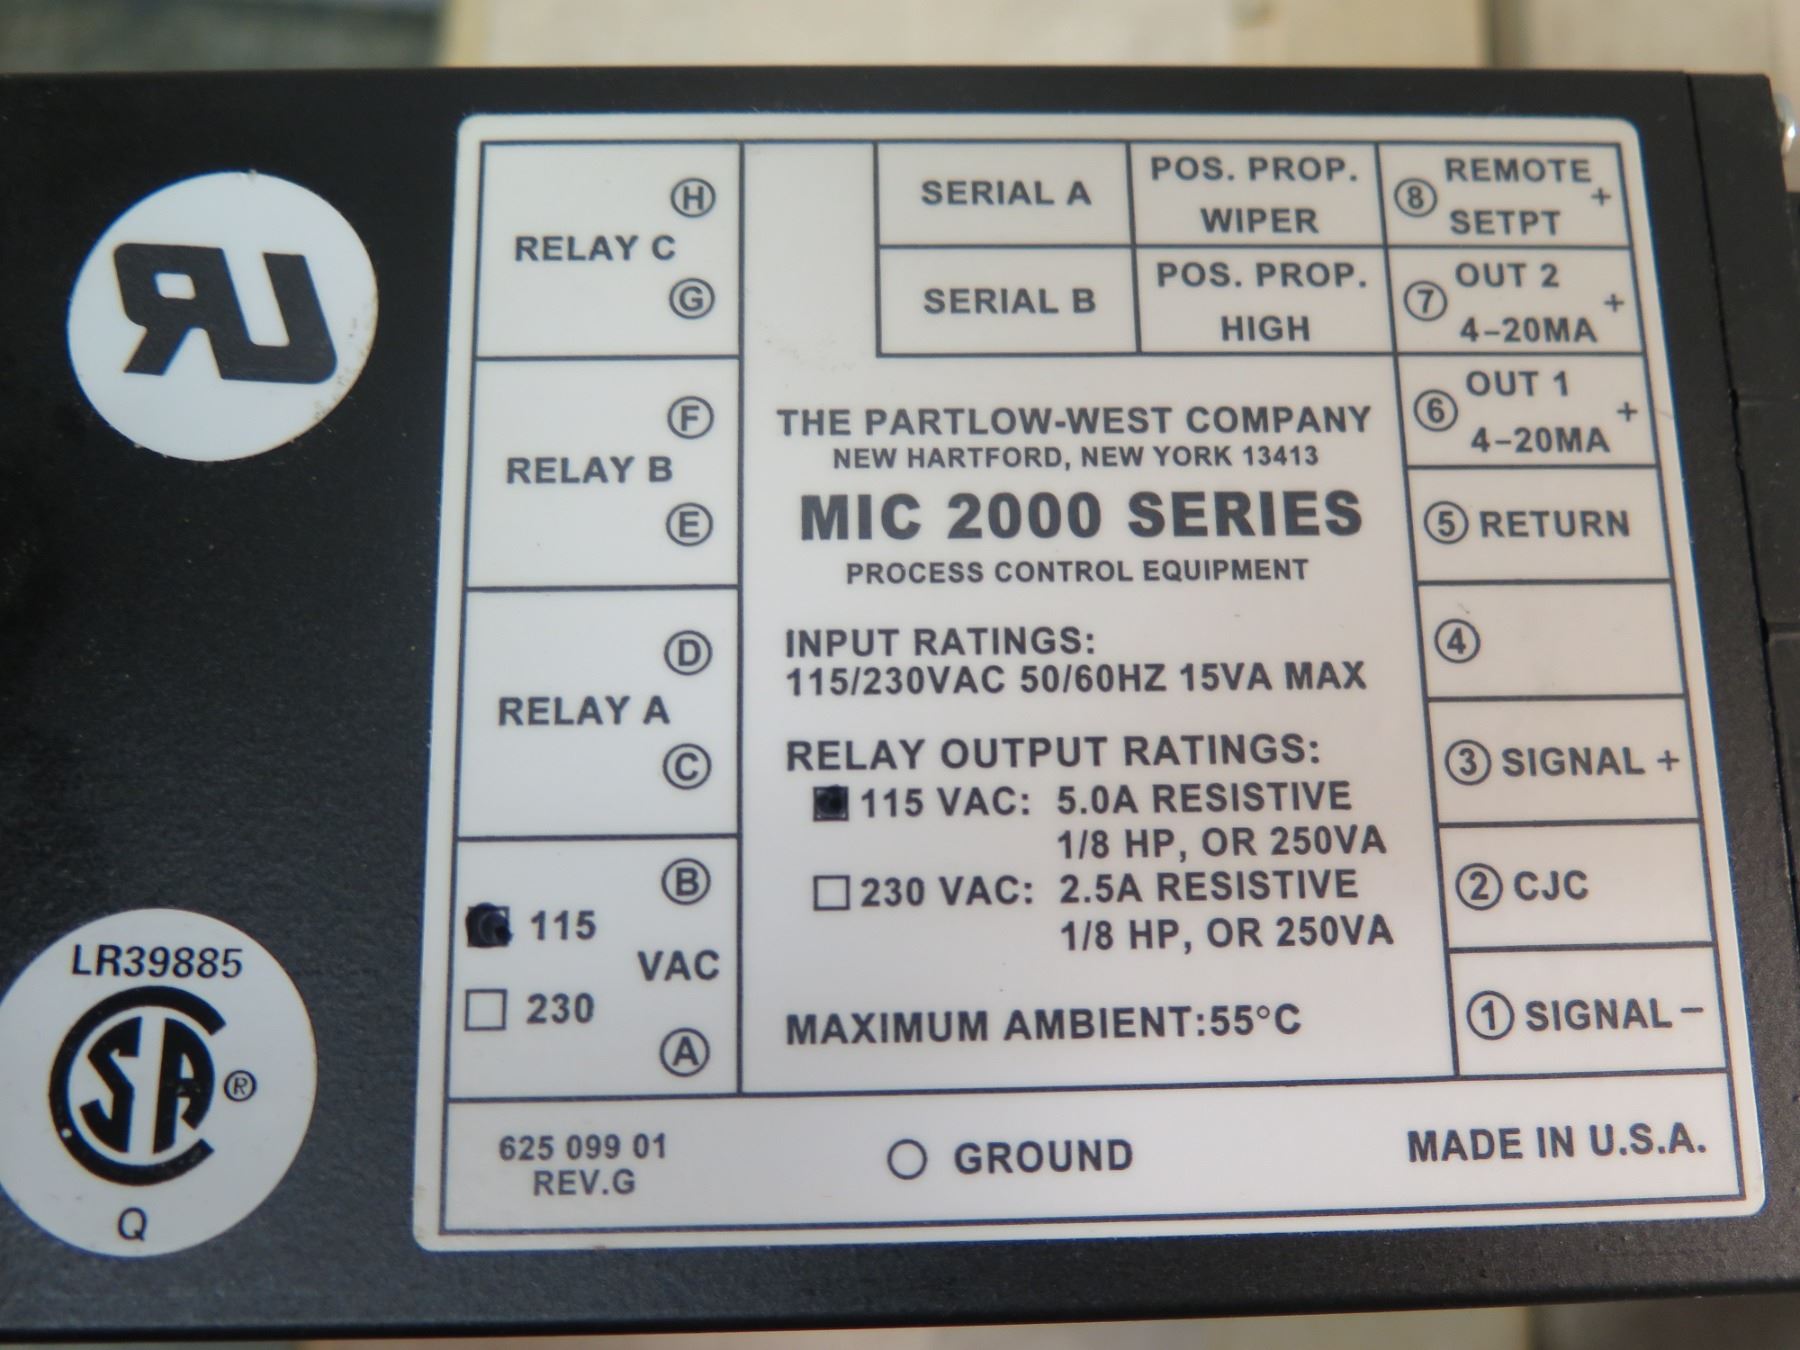 RELAY C
H
G
RELAY B
F
E
RELAY A
D
C
115
230
VAC
B
A
SERIAL A
POS. PROP.
WIPER
SERIAL B
POS. PROP.
HIGH
8 REMOTE +
SETPT
7 OUT 2 +
4-20MA
6 OUT 1 +
4-20MA
5 RETURN
4
3 SIGNAL +
2 CJC
1 SIGNAL -
THE PARTLOW-WEST COMPANY
NEW HARTFORD, NEW YORK 13413
MIC 2000 SERIES
PROCESS CONTROL EQUIPMENT
INPUT RATINGS:
115/230VAC 50/60HZ 15VA MAX
RELAY OUTPUT RATINGS:
115 VAC: 5.0A RESISTIVE
1/8 HP, OR 250VA
230 VAC: 2.5A RESISTIVE
1/8 HP, OR 250VA
MAXIMUM AMBIENT:55°C
625 099 01
REV.G
GROUND
MADE IN U.S.A.
RU
LR39885
SA ®
Q